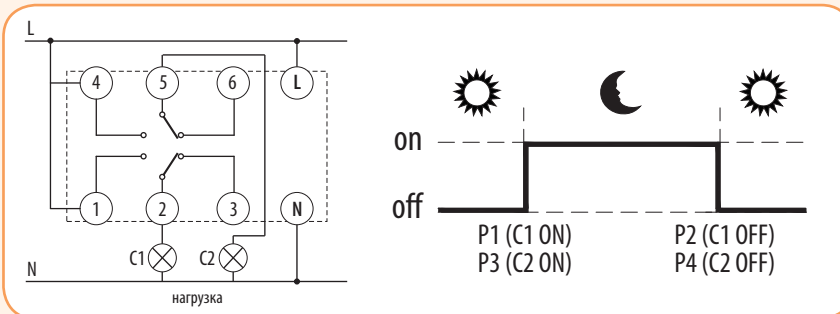 L
4 5 6 L
1 2 3 N
C1 C2
N
нагрузка
on
off
P1 (C1 ON) P2 (C1 OFF)
P3 (C2 ON) P4 (C2 OFF)